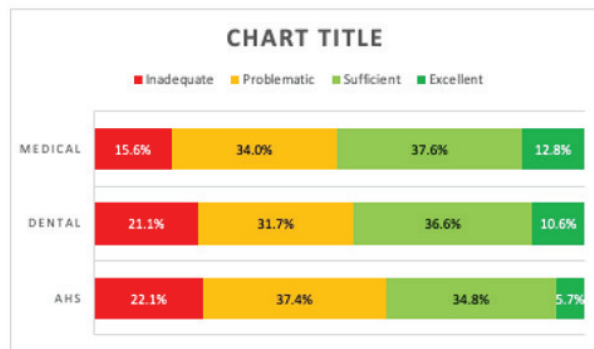 CHART TITLE
Inadequate Problematic Sufficient Excellent
MEDICAL 15.6% 34.0% 37.6% 12.8%
DENTAL 21.1% 31.7% 36.6% 10.6%
AHS 22.1% 37.4% 34.8% 5.7%